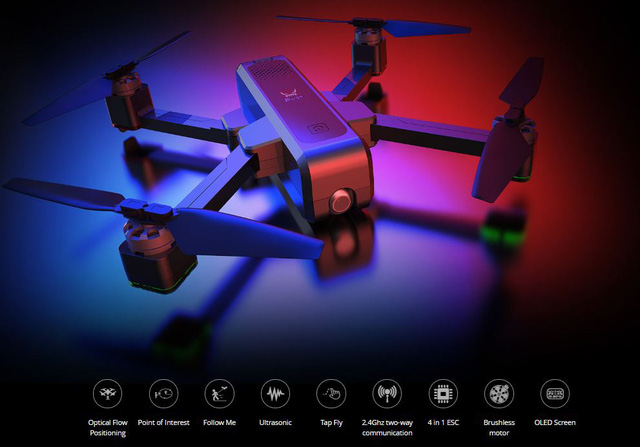 Optical Flow
Positioning
Point of Interest
Follow Me
Ultrasonic
Tap Fly
2.4Ghz two-way
communication
4 in 1 ESC
Brushless
motor
OLED Screen